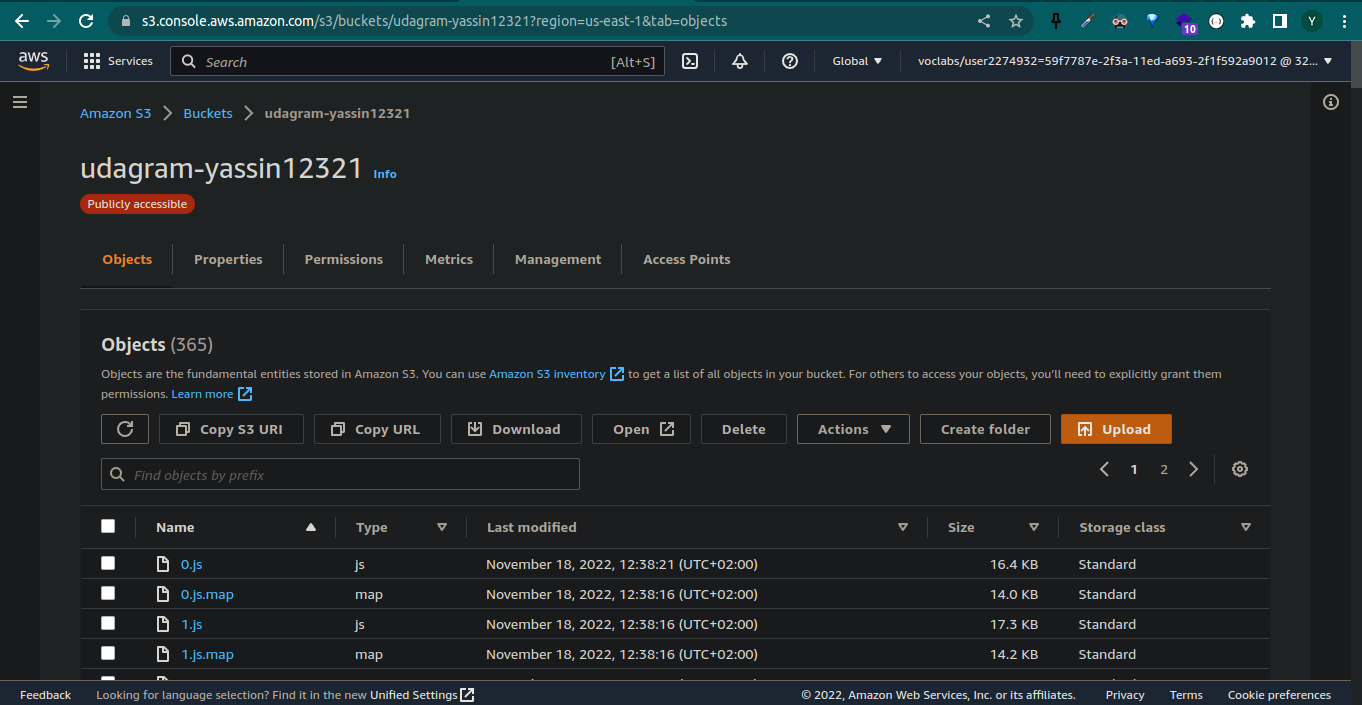 s3.console.aws.amazon.com/s3/buckets/udagram-yassin12321?region=us-east-1&tab=objects
10
Y
aws
Services
Search
[Alt+S]
Global
voclabs/user2274932=59f7787e-2f3a-11ed-a693-2f1f592a9012 @ 32...
Amazon S3
Buckets
udagram-yassin12321
udagram-yassin12321 Info
Publicly accessible
Objects
Properties
Permissions
Metrics
Management
Access Points
Objects (365)
Objects are the fundamental entities stored in Amazon S3. You can use Amazon S3 inventory to get a list of all objects in your bucket. For others to access your objects, you'll need to explicitly grant them
permissions. Learn more
Copy S3 URI
Copy URL
Download
Open
Delete
Actions
Create folder
Upload
Find objects by prefix
1
2
Name Type Last modified Size Storage class
0.js js November 18, 2022, 12:38:21 (UTC+02:00) 16.4 KB Standard
0.js.map map November 18, 2022, 12:38:16 (UTC+02:00) 14.0 KB Standard
1.js js November 18, 2022, 12:38:16 (UTC+02:00) 17.3 KB Standard
1.js.map map November 18, 2022, 12:38:16 (UTC+02:00) 14.2 KB Standard
Feedback
Looking for language selection? Find it in the new Unified Settings
© 2022, Amazon Web Services, Inc. or its affiliates.
Privacy
Terms
Cookie preferences